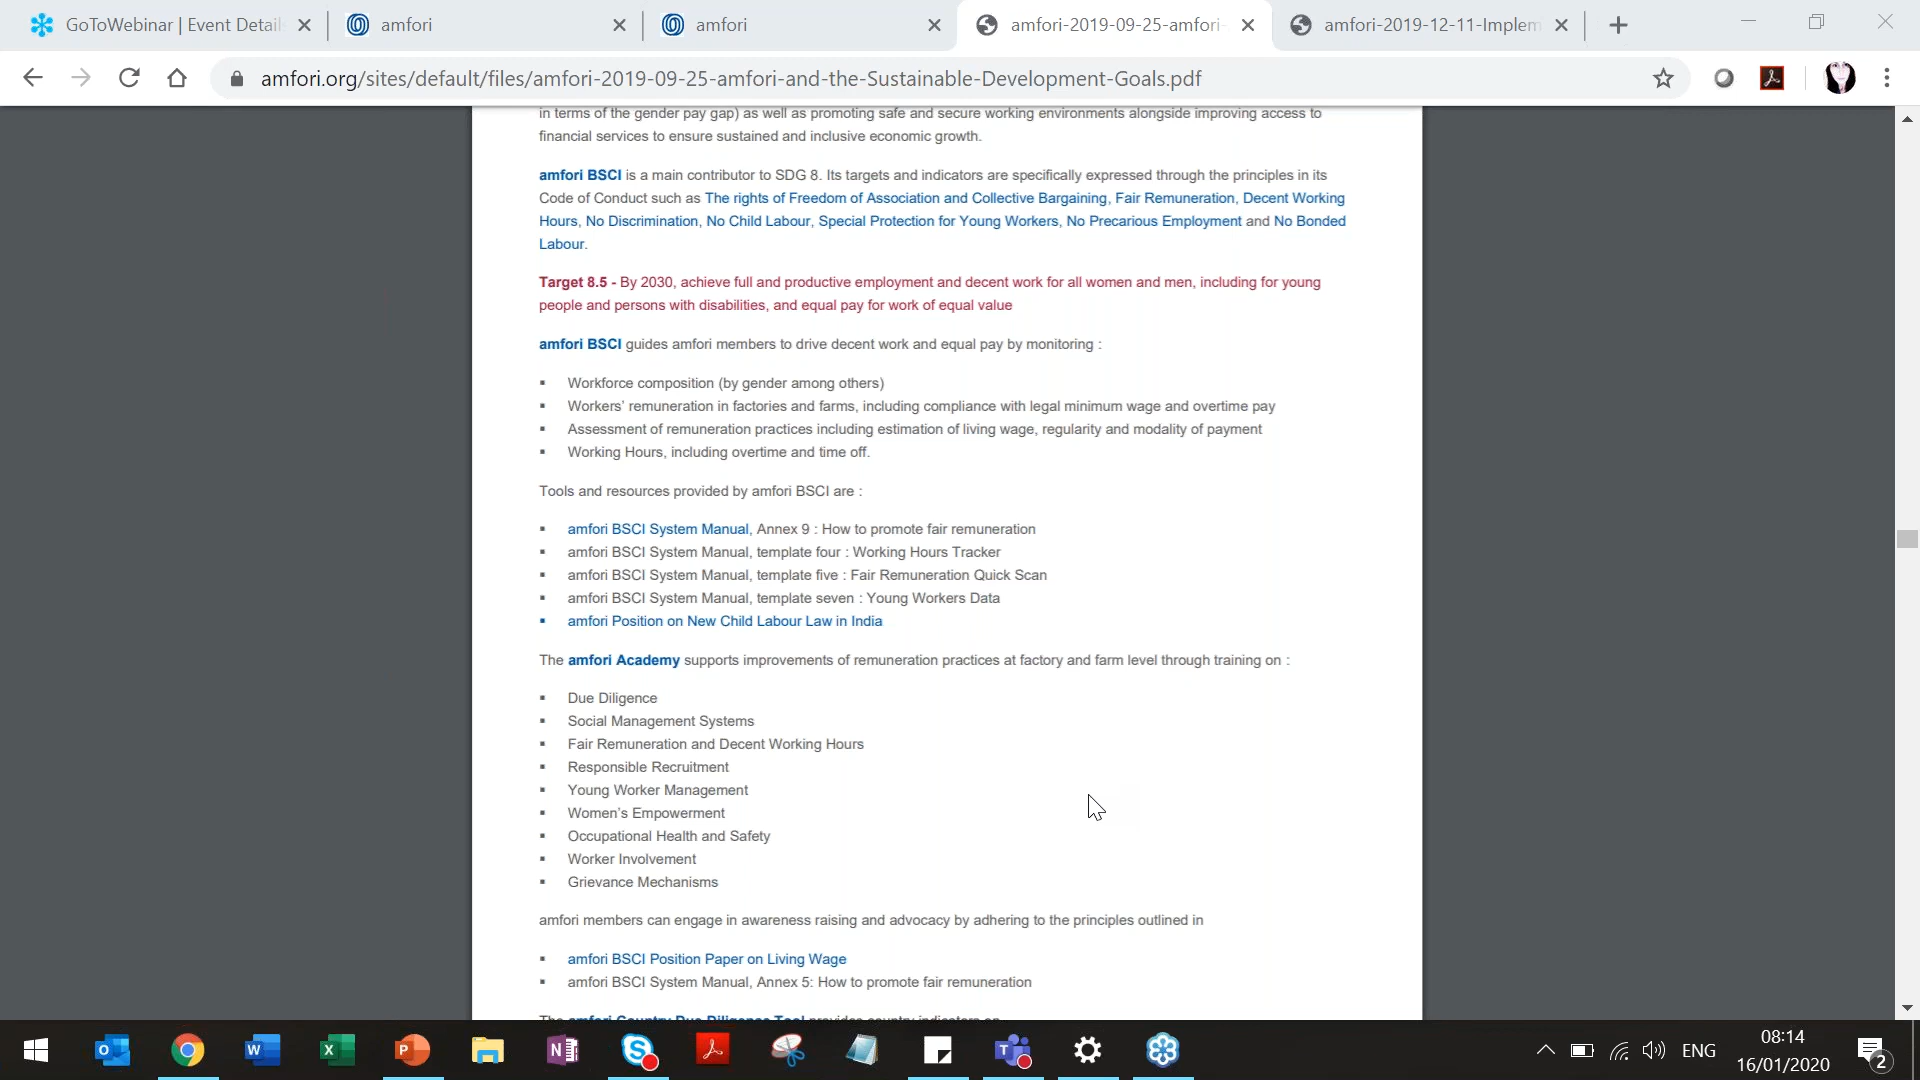 GoToWebinar | Event Details
amfori
amfori
amfori-2019-09-25-amfori-
amfori-2019-12-11-Implem
amfori.org/sites/default/files/amfori-2019-09-25-amfori-and-the-Sustainable-Development-Goals.pdf
in terms of the gender pay gap) as well as promoting safe and secure working environments alongside improving access to
financial services to ensure sustained and inclusive economic growth.
amfori BSCI is a main contributor to SDG 8. Its targets and indicators are specifically expressed through the principles in its
Code of Conduct such as The rights of Freedom of Association and Collective Bargaining, Fair Remuneration, Decent Working
Hours, No Discrimination, No Child Labour, Special Protection for Young Workers, No Precarious Employment and No Bonded
Labour.
Target 8.5 - By 2030, achieve full and productive employment and decent work for all women and men, including for young
people and persons with disabilities, and equal pay for work of equal value
amfori BSCI guides amfori members to drive decent work and equal pay by monitoring :
▪ Workforce composition (by gender among others)
▪ Workers' remuneration in factories and farms, including compliance with legal minimum wage and overtime pay
▪ Assessment of remuneration practices including estimation of living wage, regularity and modality of payment
▪ Working Hours, including overtime and time off.
Tools and resources provided by amfori BSCI are :
▪ amfori BSCI System Manual, Annex 9 : How to promote fair remuneration
▪ amfori BSCI System Manual, template four : Working Hours Tracker
▪ amfori BSCI System Manual, template five : Fair Remuneration Quick Scan
▪ amfori BSCI System Manual, template seven : Young Workers Data
▪ amfori Position on New Child Labour Law in India
The amfori Academy supports improvements of remuneration practices at factory and farm level through training on :
▪ Due Diligence
▪ Social Management Systems
▪ Fair Remuneration and Decent Working Hours
▪ Responsible Recruitment
▪ Young Worker Management
▪ Women's Empowerment
▪ Occupational Health and Safety
▪ Worker Involvement
▪ Grievance Mechanisms
amfori members can engage in awareness raising and advocacy by adhering to the principles outlined in
▪ amfori BSCI Position Paper on Living Wage
▪ amfori BSCI System Manual, Annex 5: How to promote fair remuneration
The amfori Country Due Diligence Tool provides country indicators on
ENG
08:14
16/01/2020
2